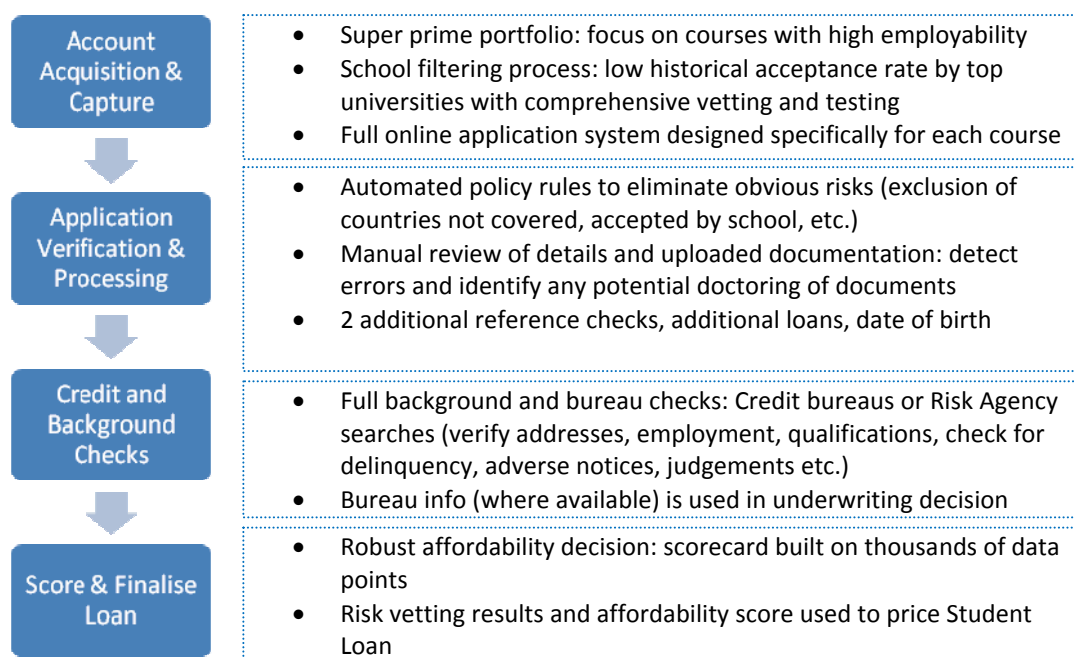 Account
Acquisition &
Capture
• Super prime portfolio: focus on courses with high employability
• School filtering process: low historical acceptance rate by top
universities with comprehensive vetting and testing
• Full online application system designed specifically for each course
Application
Verification &
Processing
• Automated policy rules to eliminate obvious risks (exclusion of
countries not covered, accepted by school, etc.)
• Manual review of details and uploaded documentation: detect
errors and identify any potential doctoring of documents
• 2 additional reference checks, additional loans, date of birth
Credit and
Background
Checks
• Full background and bureau checks: Credit bureaus or Risk Agency
searches (verify addresses, employment, qualifications, check for
delinquency, adverse notices, judgements etc.)
• Bureau info (where available) is used in underwriting decision
Score & Finalise
Loan
• Robust affordability decision: scorecard built on thousands of data
points
• Risk vetting results and affordability score used to price Student
Loan